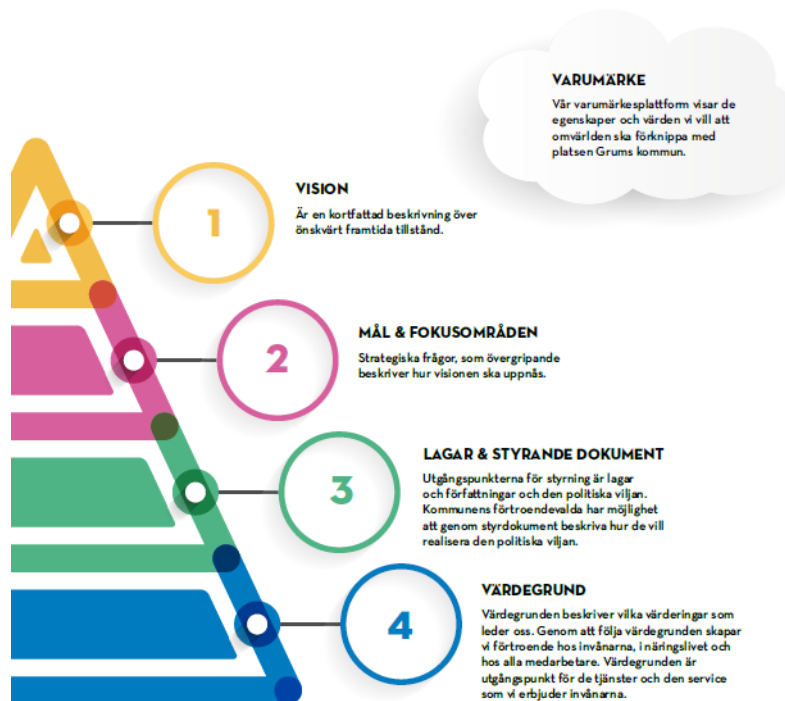 VARUMÄRKE
Vår varumärkesplattform visar de
egenskaper och värden vi vill att
omvärlden ska förknippa med
platsen Grums kommun.
1
VISION
Är en kortfattad beskrivning över
önskvärt framtida tillstånd.
2
MÅL & FOKUSOMRÅDEN
Strategiska frågor, som övergripande
beskriver hur visionen ska uppnås.
3
LAGAR & STYRANDE DOKUMENT
Utgångspunkterna för styrning är lagar
och författningar och den politiska viljan.
Kommunens förtroendevalda har möjlighet
att genom styrdokument beskriva hur de vill
realisera den politiska viljan.
4
VÄRDEGRUND
Värdegrunden beskriver vilka värderingar som
leder oss. Genom att följa värdegrunden skapar
vi förtroende hos invånarna, i näringslivet och
hos alla medarbetare. Värdegrunden är
utgångspunkt för de tjänster och den service
som vi erbjuder invånarna.